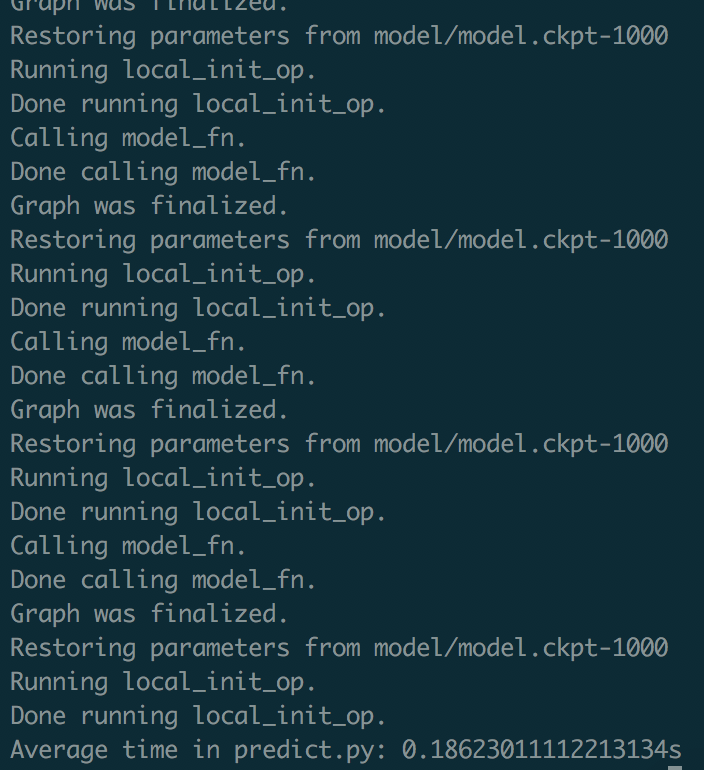 Graph was finalized.
Restoring parameters from model/model.ckpt-1000
Running local_init_op.
Done running local_init_op.
Calling model_fn.
Done calling model_fn.
Graph was finalized.
Restoring parameters from model/model.ckpt-1000
Running local_init_op.
Done running local_init_op.
Calling model_fn.
Done calling model_fn.
Graph was finalized.
Restoring parameters from model/model.ckpt-1000
Running local_init_op.
Done running local_init_op.
Calling model_fn.
Done calling model_fn.
Graph was finalized.
Restoring parameters from model/model.ckpt-1000
Running local_init_op.
Done running local_init_op.
Average time in predict.py: 0.18623011112213134s